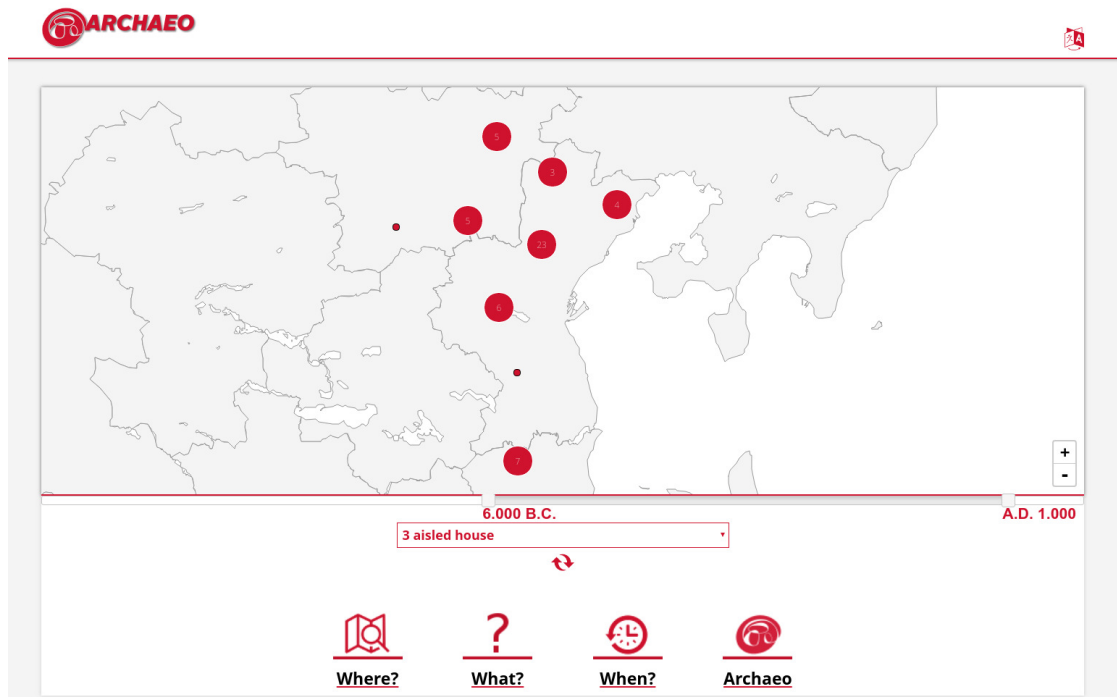 ARCHAEO
A
5
3
4
5
23
6
7
+
-
6.000 B.C.
A.D. 1.000
3 aisled house
Where?
What?
When?
Archaeo